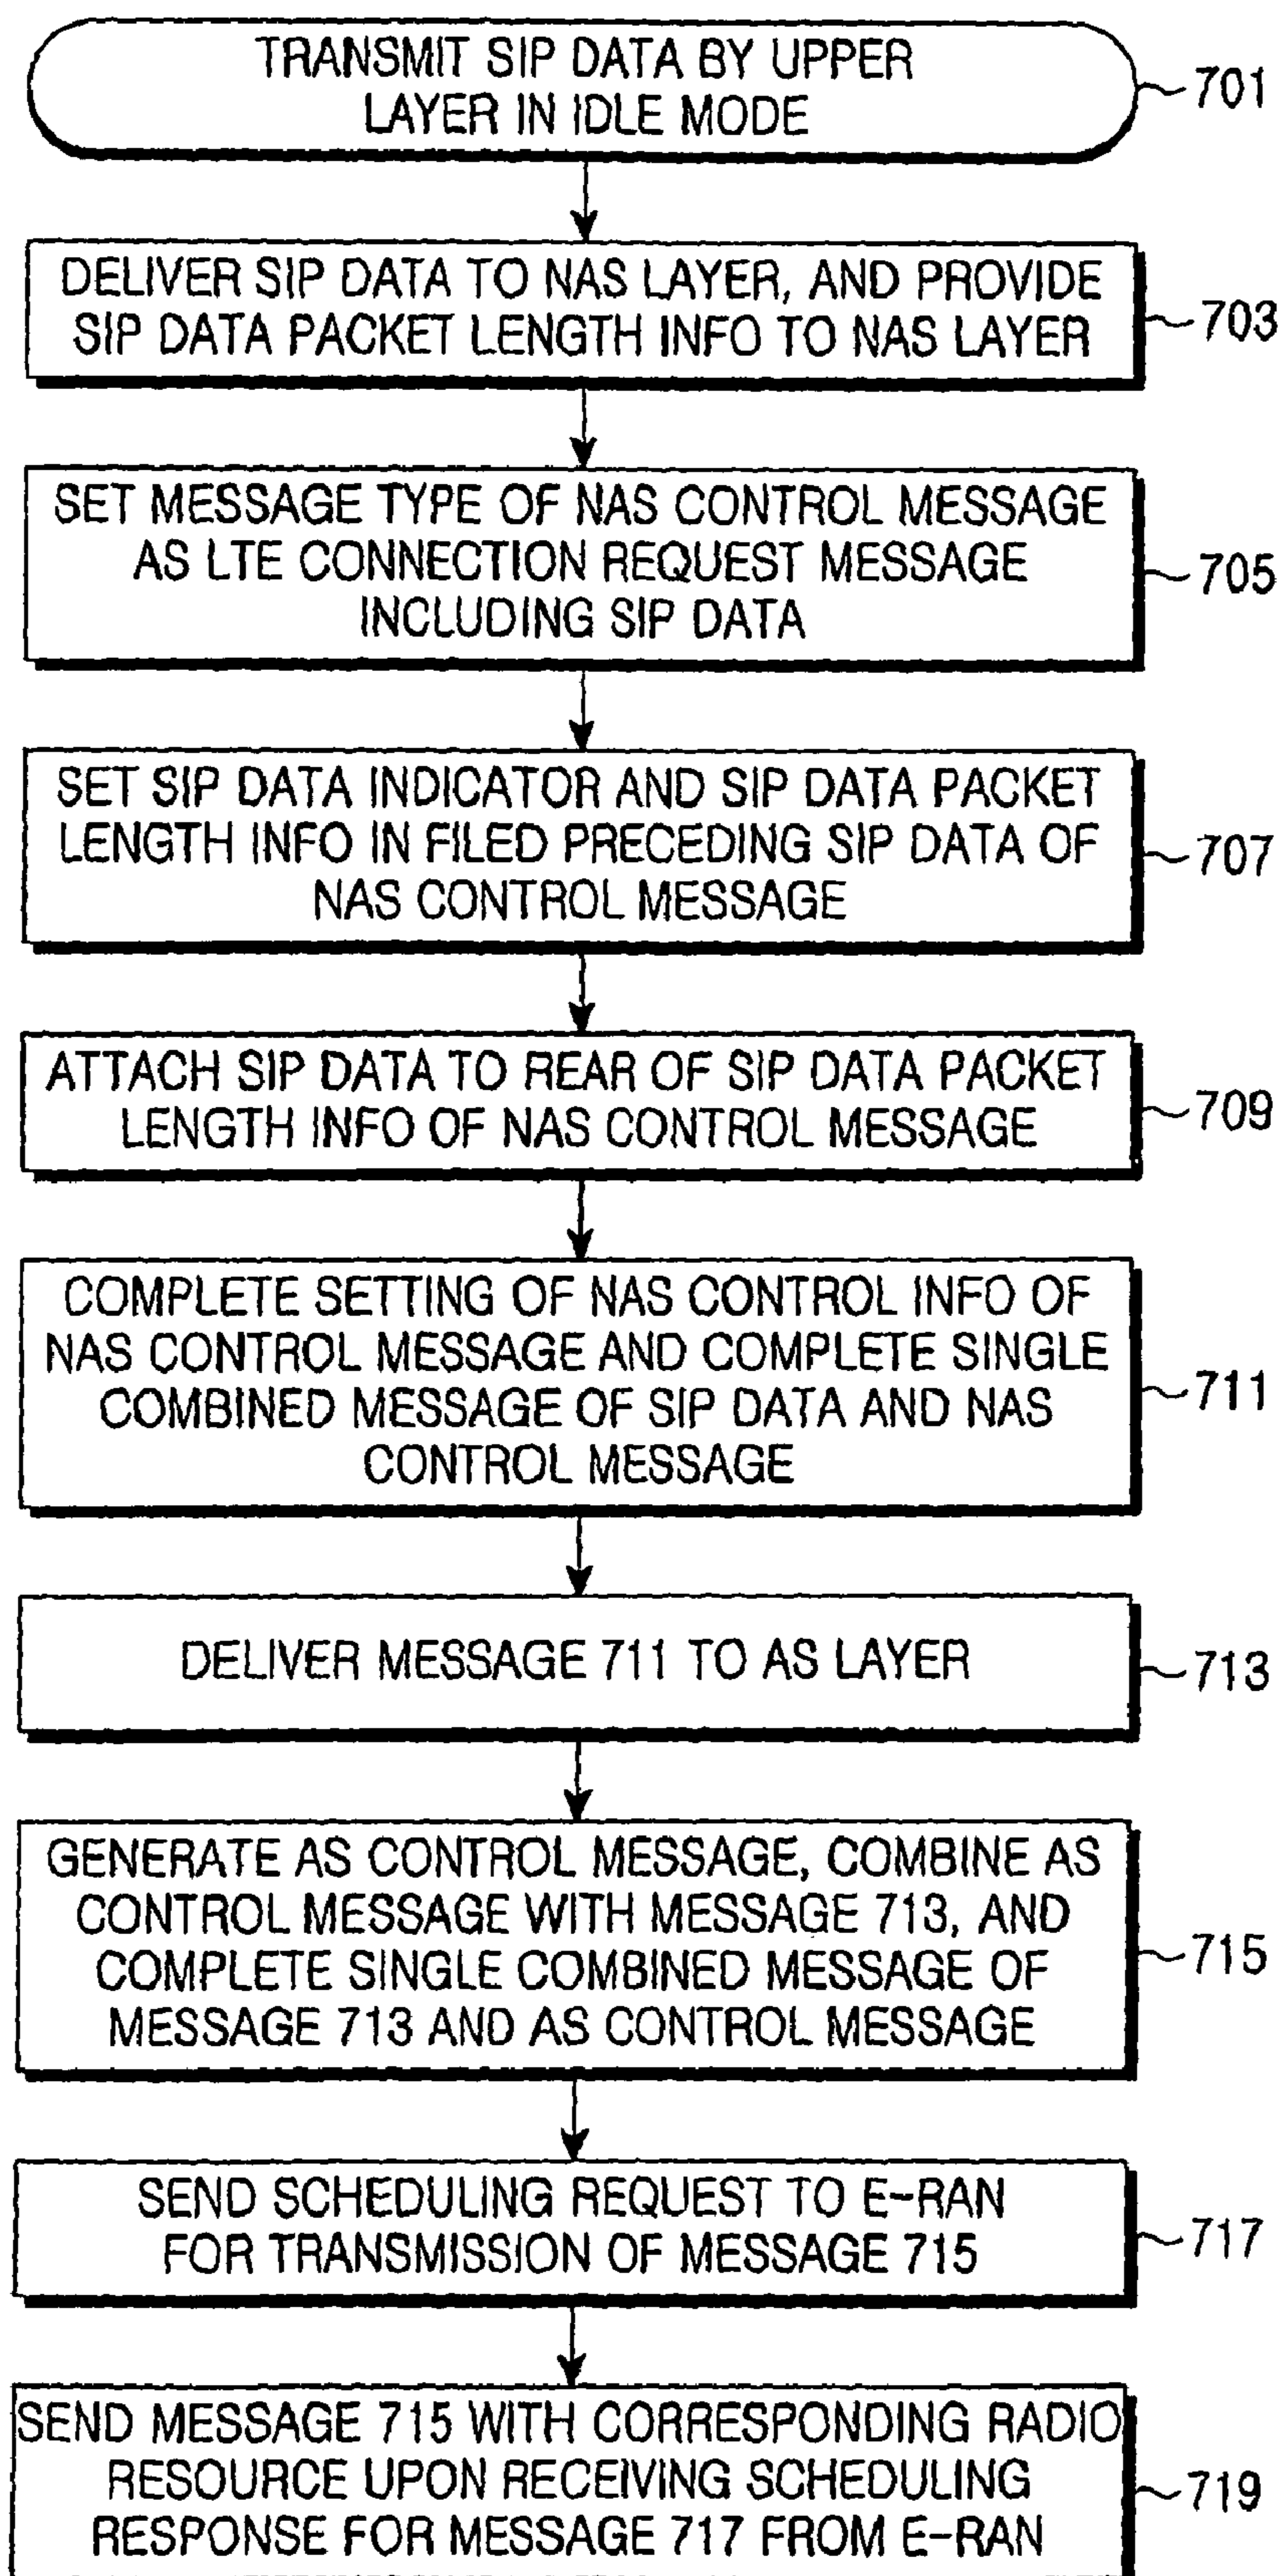 TRANSMIT SIP DATA BY UPPER
LAYER IN IDLE MODE
701
DELIVER SIP DATA TO NAS LAYER, AND PROVIDE
SIP DATA PACKET LENGTH INFO TO NAS LAYER
703
SET MESSAGE TYPE OF NAS CONTROL MESSAGE
AS LTE CONNECTION REQUEST MESSAGE
INCLUDING SIP DATA
705
SET SIP DATA INDICATOR AND SIP DATA PACKET
LENGTH INFO IN FILED PRECEDING SIP DATA OF
NAS CONTROL MESSAGE
707
ATTACH SIP DATA TO REAR OF SIP DATA PACKET
LENGTH INFO OF NAS CONTROL MESSAGE
709
COMPLETE SETTING OF NAS CONTROL INFO OF
NAS CONTROL MESSAGE AND COMPLETE SINGLE
COMBINED MESSAGE OF SIP DATA AND NAS
CONTROL MESSAGE
711
DELIVER MESSAGE 711 TO AS LAYER
713
GENERATE AS CONTROL MESSAGE, COMBINE AS
CONTROL MESSAGE WITH MESSAGE 713, AND
COMPLETE SINGLE COMBINED MESSAGE OF
MESSAGE 713 AND AS CONTROL MESSAGE
715
SEND SCHEDULING REQUEST TO E-RAN
FOR TRANSMISSION OF MESSAGE 715
717
SEND MESSAGE 715 WITH CORRESPONDING RADIO
RESOURCE UPON RECEIVING SCHEDULING
RESPONSE FOR MESSAGE 717 FROM E-RAN
719